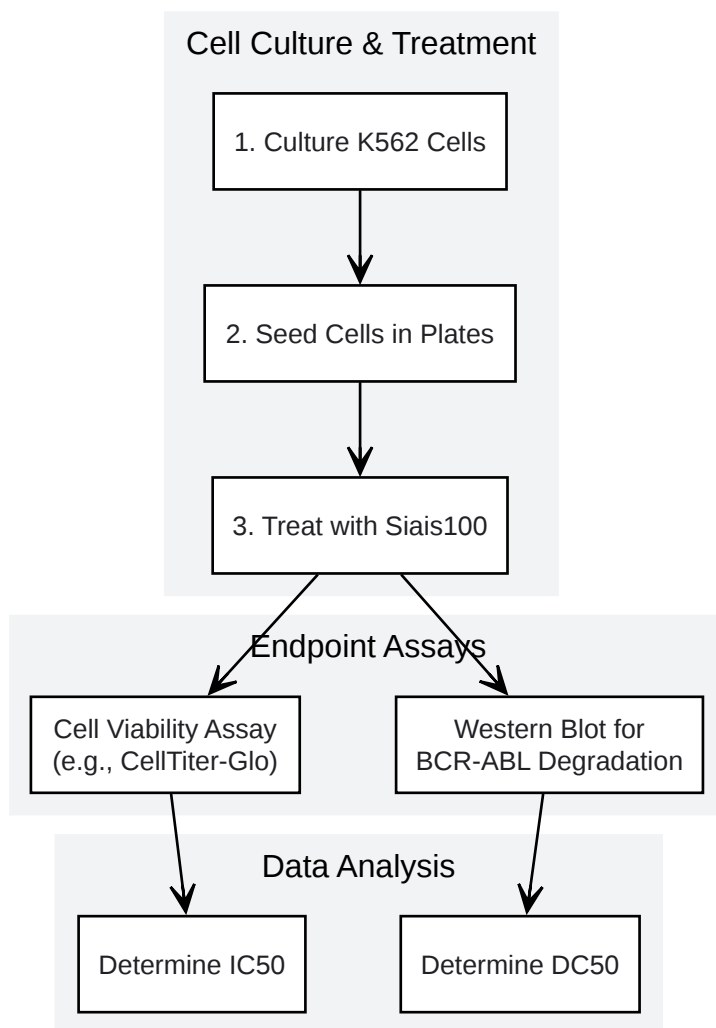 Cell Culture & Treatment
1. Culture K562 Cells
2. Seed Cells in Plates
3. Treat with Siais100
Endpoint Assays
Cell Viability Assay
(e.g., CellTiter-Glo)
Western Blot for
BCR-ABL Degradation
Data Analysis
Determine IC50
Determine DC50